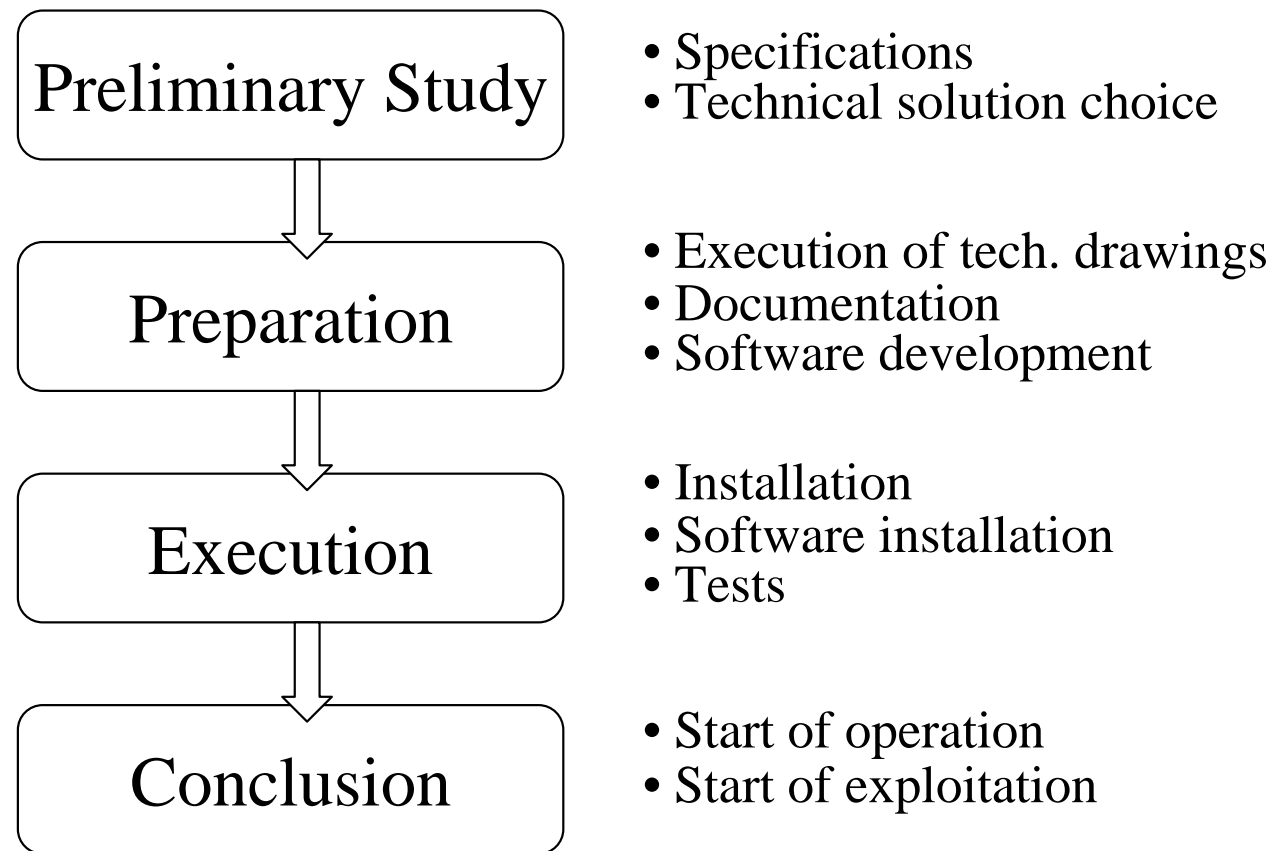 Preliminary Study
• Specifications
• Technical solution choice
Preparation
• Execution of tech. drawings
• Documentation
• Software development
Execution
• Installation
• Software installation
• Tests
Conclusion
• Start of operation
• Start of exploitation